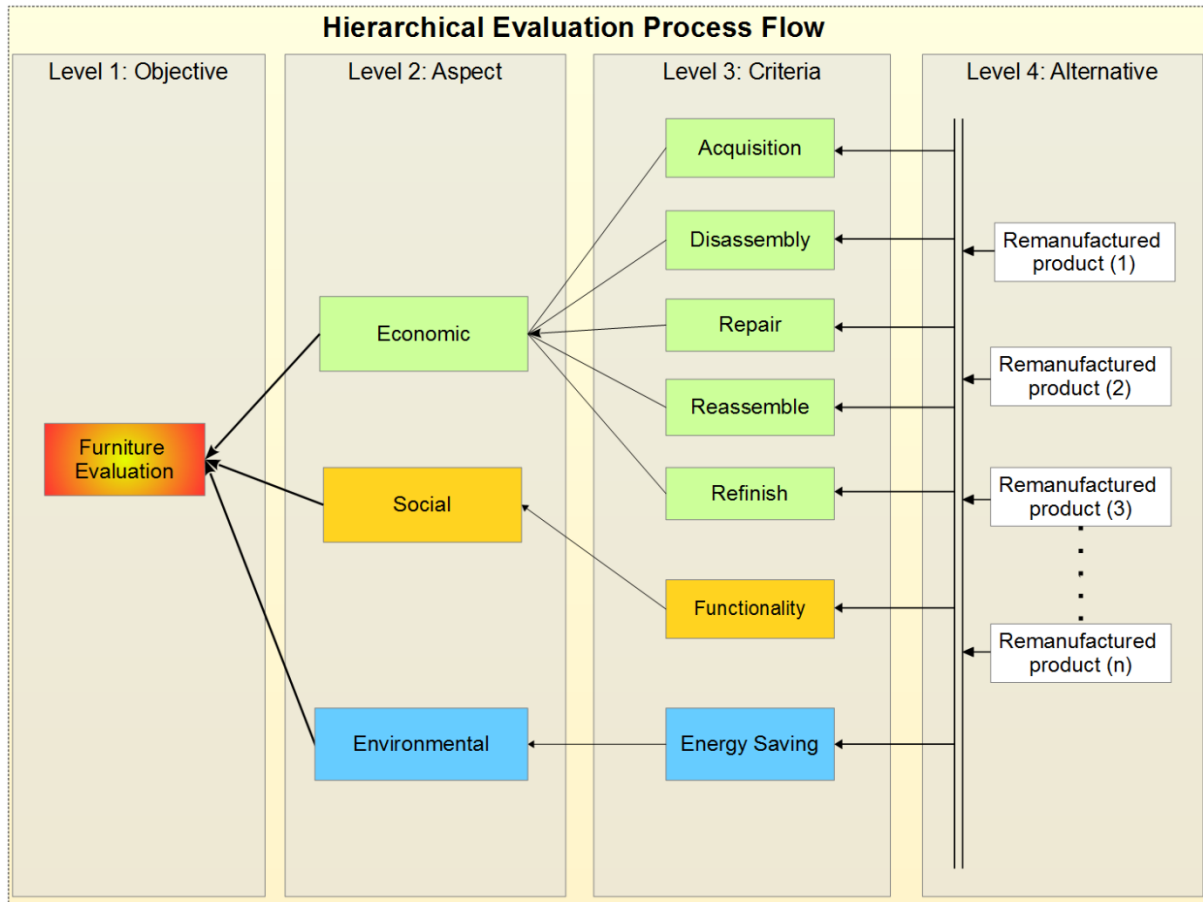 Hierarchical Evaluation Process Flow
Level 1: Objective
Level 2: Aspect
Level 3: Criteria
Level 4: Alternative
Furniture
Evaluation
Economic
Social
Environmental
Acquisition
Disassembly
Repair
Reassemble
Refinish
Functionality
Energy Saving
Remanufactured
product (1)
Remanufactured
product (2)
Remanufactured
product (3)
Remanufactured
product (n)